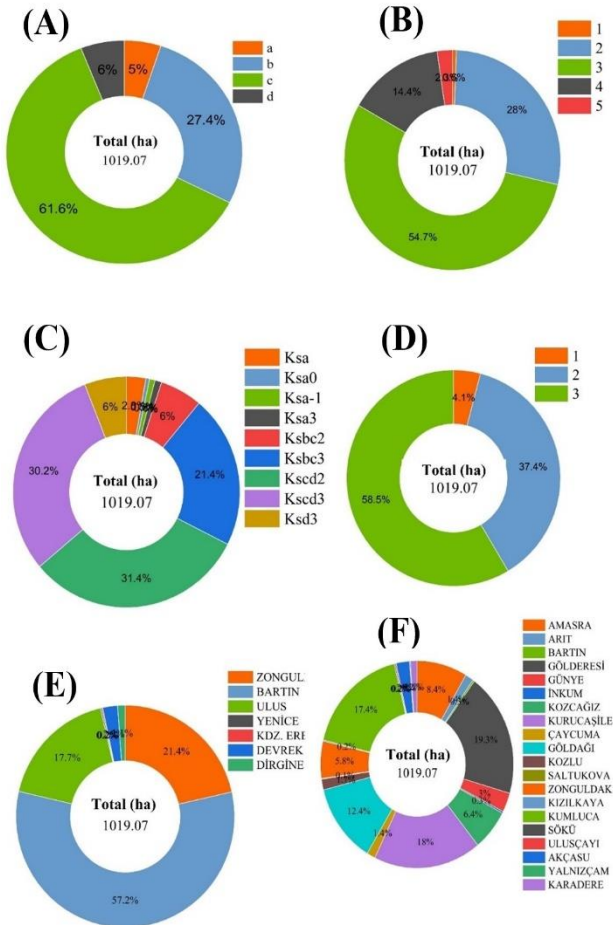 (A)
a
b
c
d
5%
27.4%
61.6%
6%
Total (ha)
1019.07
(B)
1
2
3
4
5
28%
54.7%
14.4%
Total (ha)
1019.07
(C)
Ksa
Ksa0
Ksa-1
Ksa3
Ksbc2
Ksbc3
Kscd2
Kscd3
Ksd3
6%
21.4%
31.4%
30.2%
6%
Total (ha)
1019.07
(D)
1
2
3
4.1%
37.4%
58.5%
Total (ha)
1019.07
(E)
ZONGUL
BARTIN
ULUS
YENİCE
KDZ. ERE
DEVREK
DİRGİNE
21.4%
57.2%
17.7%
Total (ha)
1019.07
(F)
AMASRA
ARIT
BARTIN
GÖLDERESİ
GÜNYE
İNKUM
KOZCAĞIZ
KURUCAŞİLE
ÇAYCUMA
GÖLDAĞI
KOZLU
SALTUKOVA
ZONGULDAK
KIZILKAYA
KUMLUCA
SÖKÜ
ULUSÇAYI
AKÇASU
YALNIZÇAM
KARADERE
8.4%
19.3%
3%
0.3%
6.4%
18%
1.4%
12.4%
5.8%
0.2%
17.4%
Total (ha)
1019.07